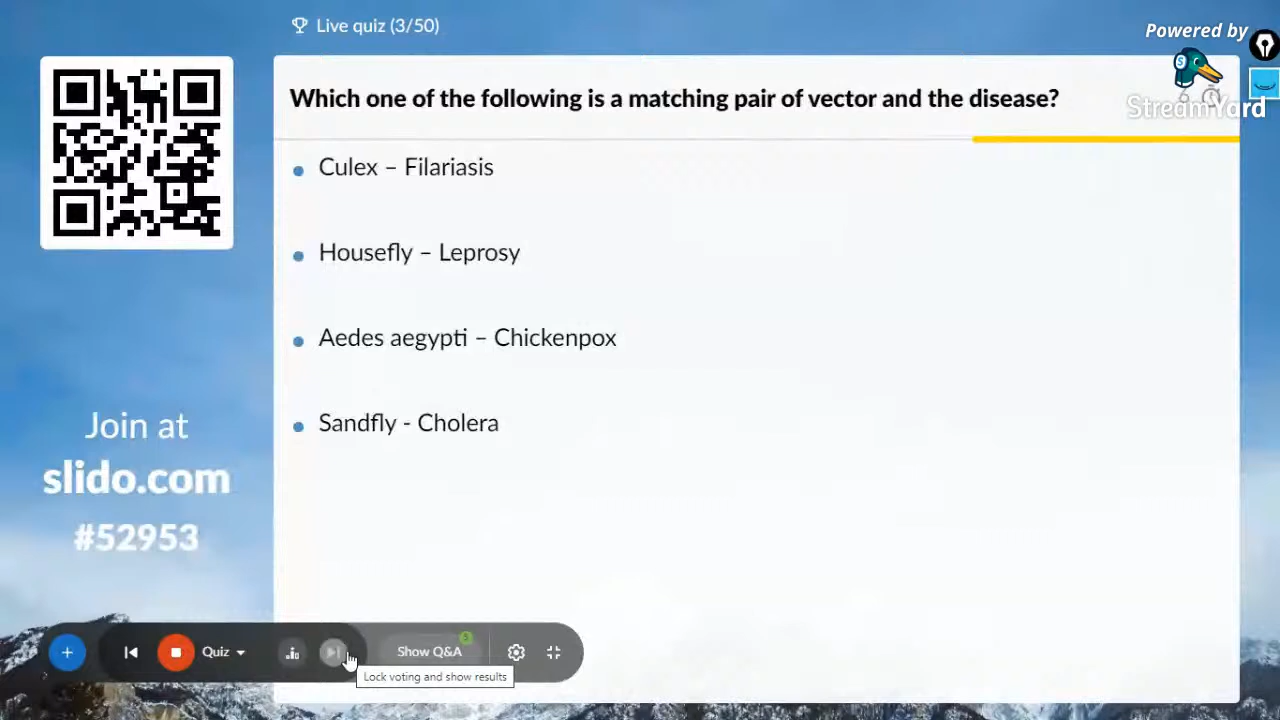 Live quiz (3/50)
Powered by
StreamYard
Which one of the following is a matching pair of vector and the disease?
Culex – Filariasis
Housefly – Leprosy
Aedes aegypti – Chickenpox
Sandfly - Cholera
Join at
slido.com
#52953
Quiz
Show Q&A
5
Lock voting and show results